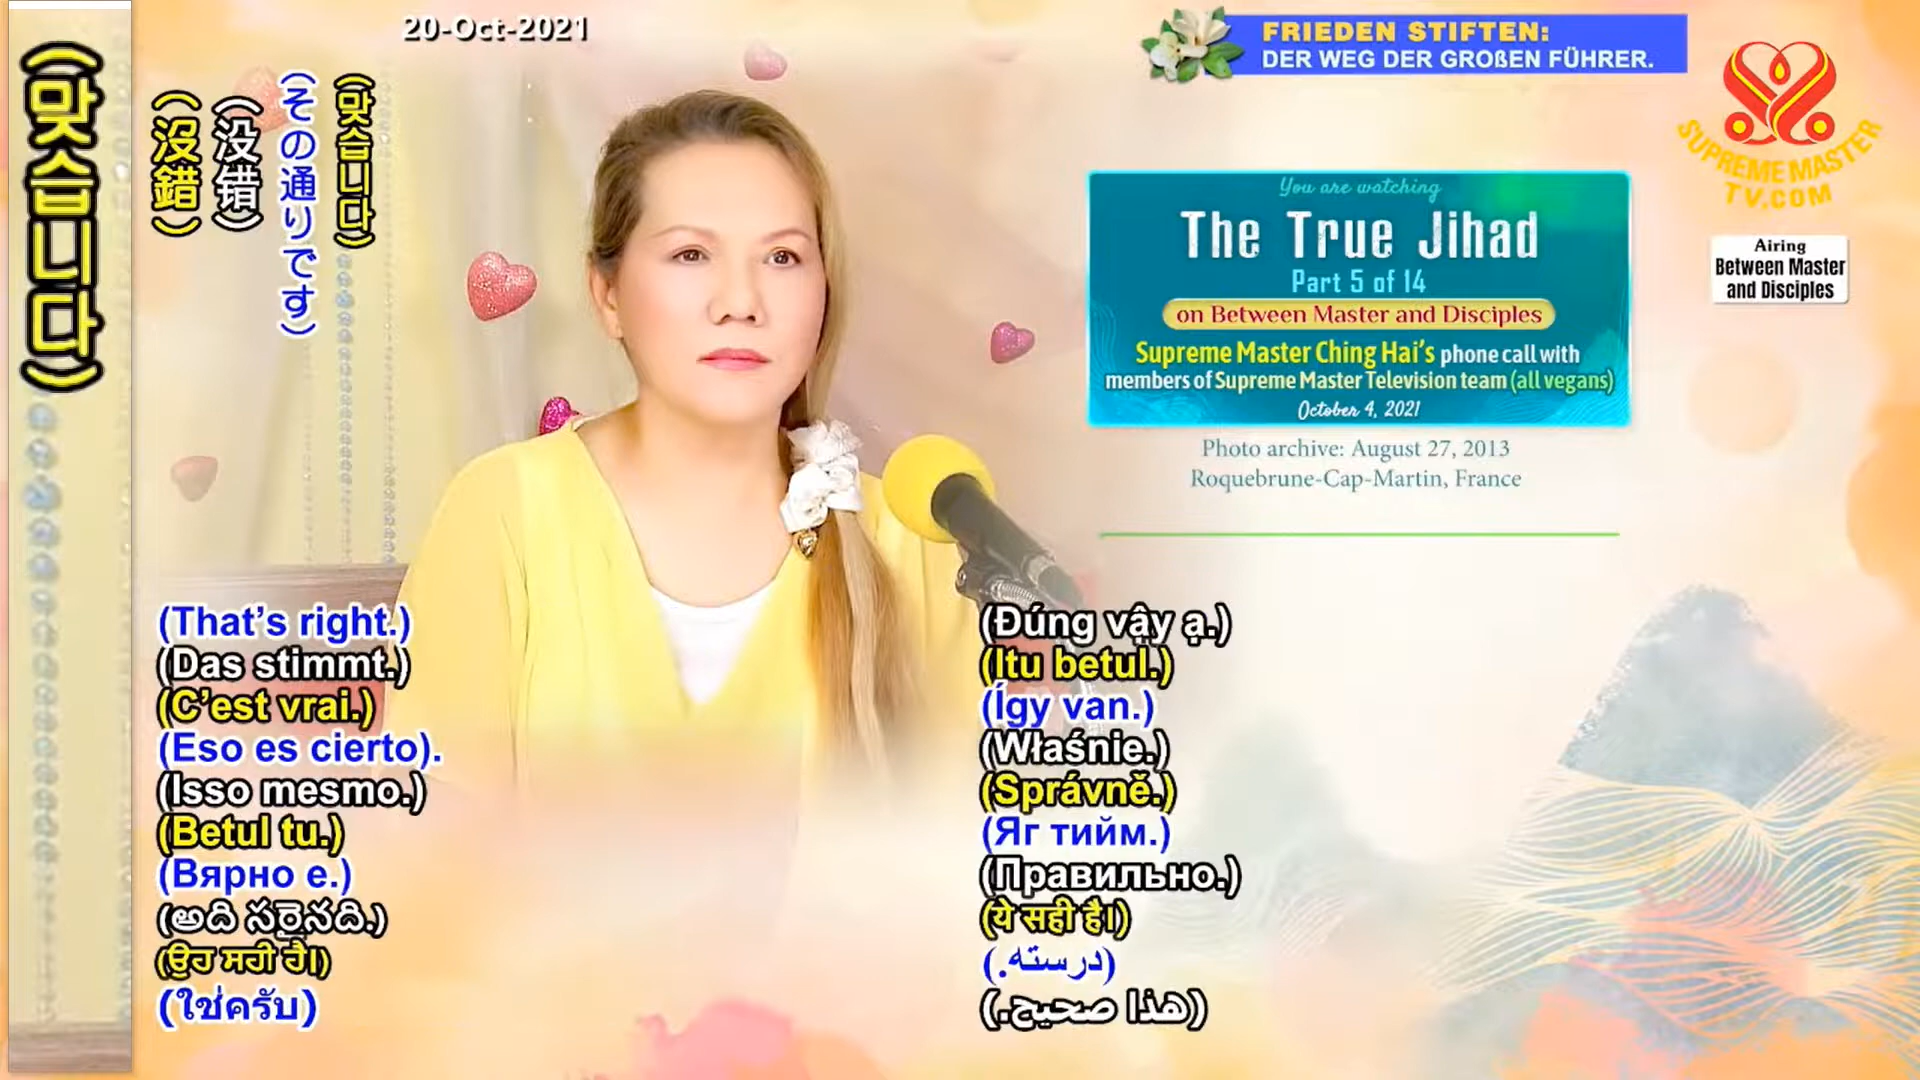 20-Oct-2021
FRIEDEN STIFTEN:
DER WEG DER GROßEN FÜHRER.
SUPREME MASTER
TV.COM
Airing
Between Master
and Disciples
You are watching
The True Jihad
Part 5 of 14
on Between Master and Disciples
Supreme Master Ching Hai’s phone call with
members of Supreme Master Television team (all vegans)
October 4, 2021
Photo archive: August 27, 2013
Roquebrune-Cap-Martin, France
(맞습니다)
(沒錯)
(没错)
(その通りです)
(맞습니다)
(That’s right.)
(Das stimmt.)
(C’est vrai.)
(Eso es cierto).
(Isso mesmo.)
(Betul tu.)
(Вярно е.)
(అది సరైనది.)
(ਉਹ ਸਹੀ ਹੈ।)
(ใช่ครับ)
(Đúng vậy ạ.)
(Itu betul.)
(Így van.)
(Właśnie.)
(Správně.)
(Яг тийм.)
(Правильно.)
(ये सही है।)
(درسته.)
(هذا صحيح.)